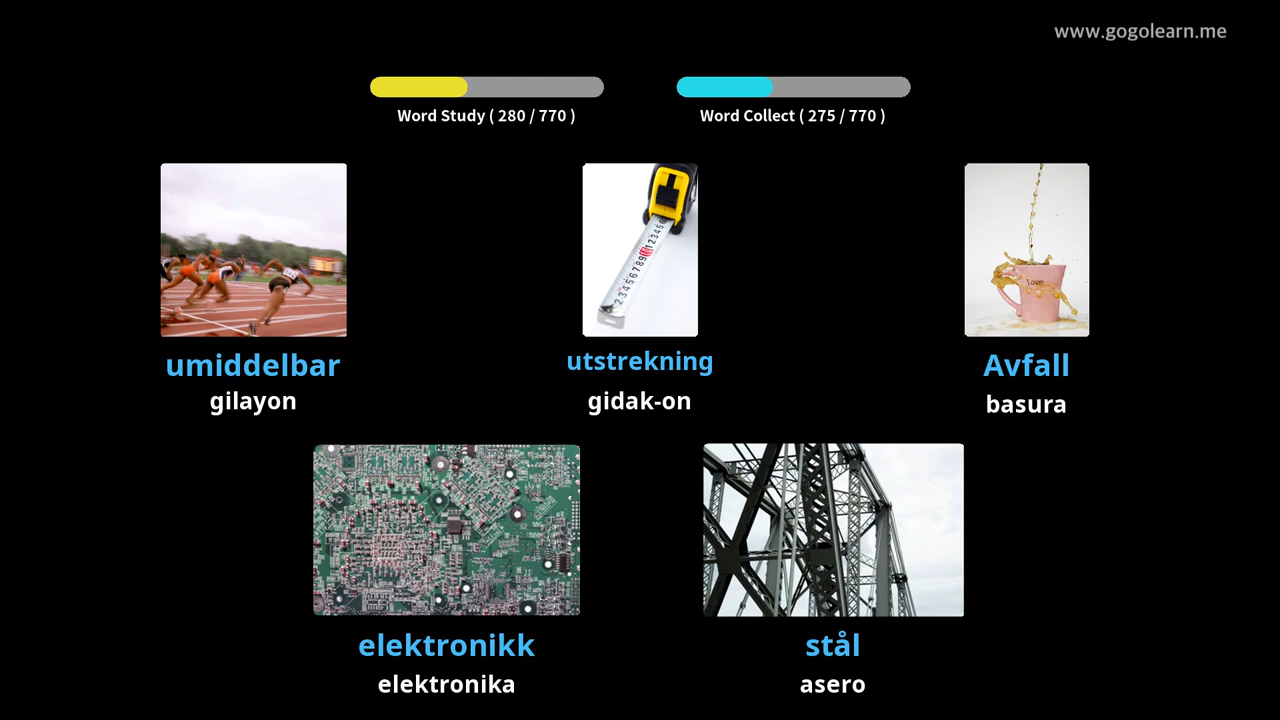 www.gogolearn.me
Word Study ( 280 / 770 )
Word Collect ( 275 / 770 )
love
umiddelbar
gilayon
utstrekning
gidak-on
Avfall
basura
elektronikk
elektronika
stål
asero